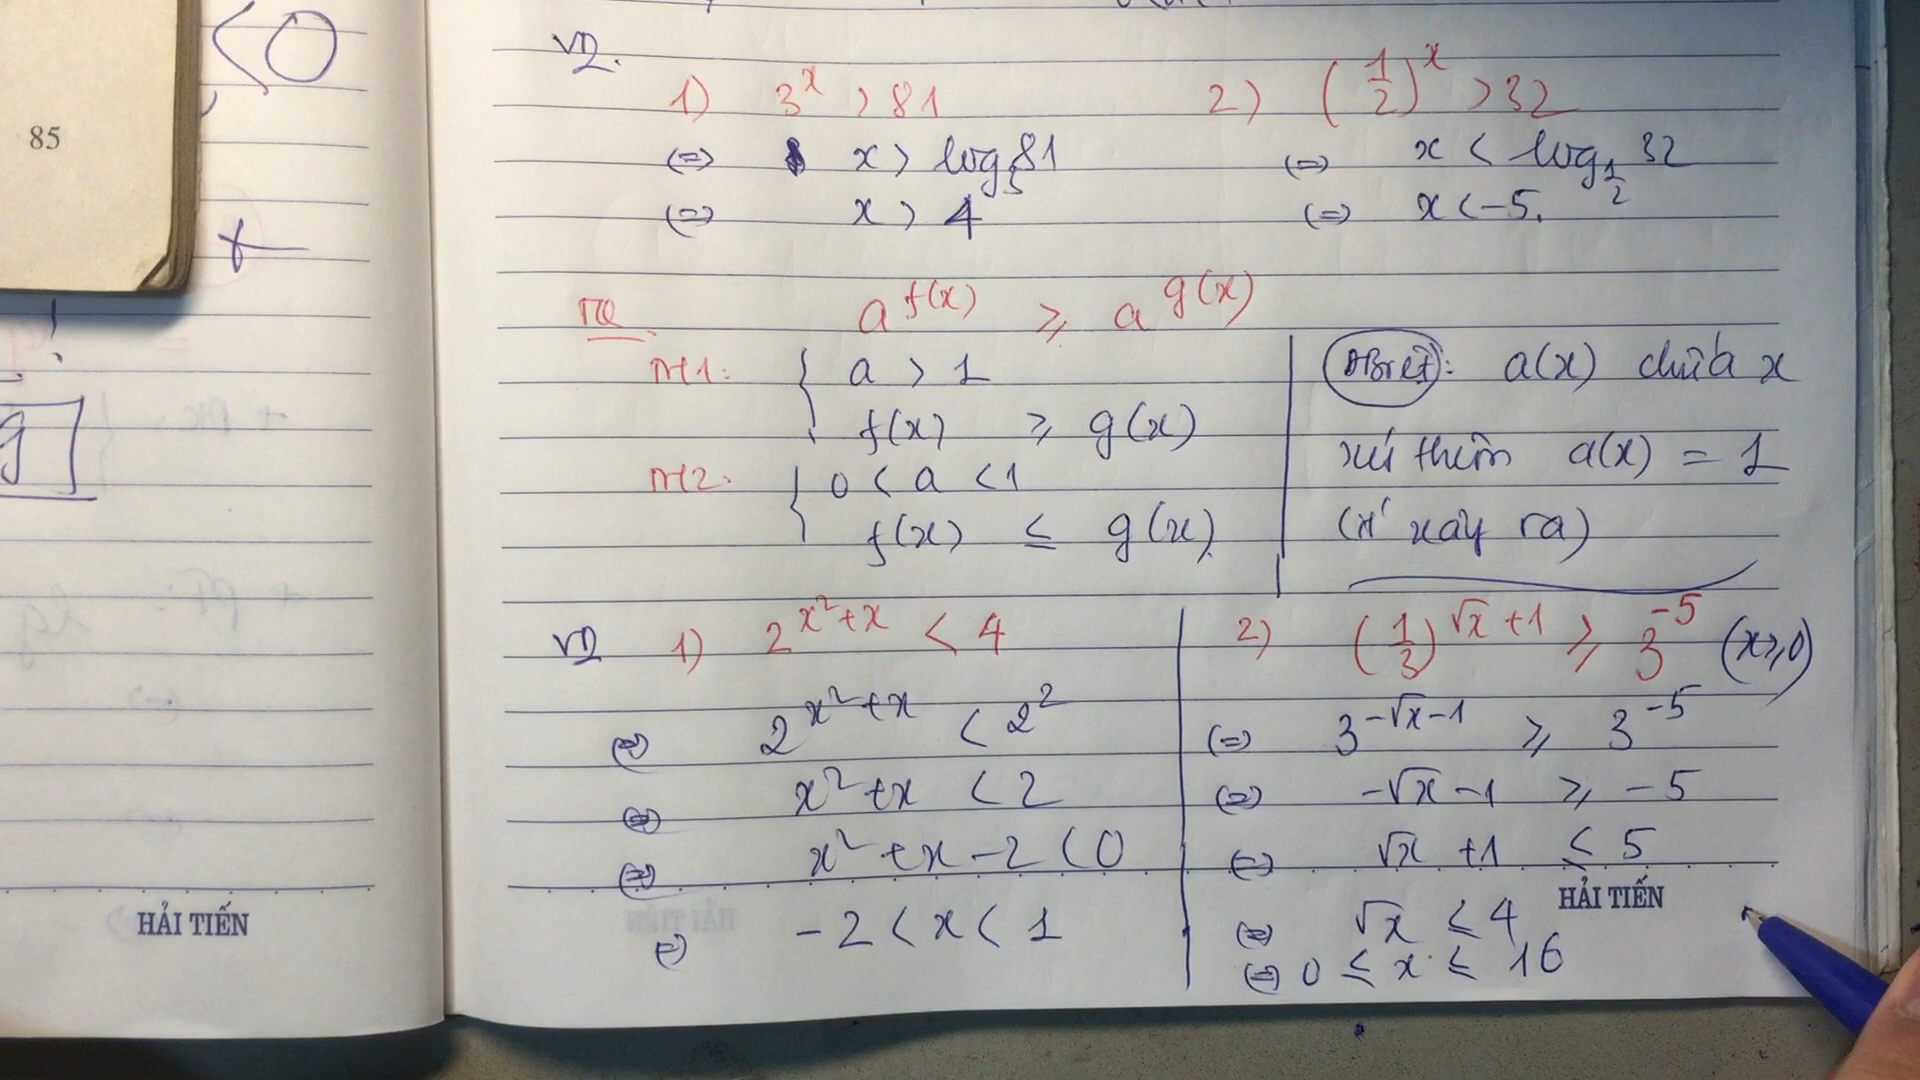 85
VD.
1) 3^x > 81
(=) x > log_3 81
(=) x > 4
2) (1/2)^x > 32
(=) x < log_{1/2} 32
(=) x < -5.
TQ. a^{f(x)} ≥ a^{g(x)}
TH1: { a > 1
f(x) ≥ g(x)
TH2: { 0 < a < 1
f(x) ≤ g(x).
a(x) chứa x
xét thêm a(x) = 1
xảy ra)
VD 1) 2^{x²+x} < 4
(=) 2^{x²+x} < 2²
(=) x²+x < 2
(=) x²+x-2 < 0
(=) -2 < x < 1
2) (1/3)^{√x+1} ≥ 3^{-5} (x≥0)
(=) 3^{-√x-1} ≥ 3^{-5}
(=) -√x-1 ≥ -5
(=) √x+1 ≤ 5
(=) √x ≤ 4
(=) 0 ≤ x ≤ 16
HẢI TIẾN
HẢI TIẾN